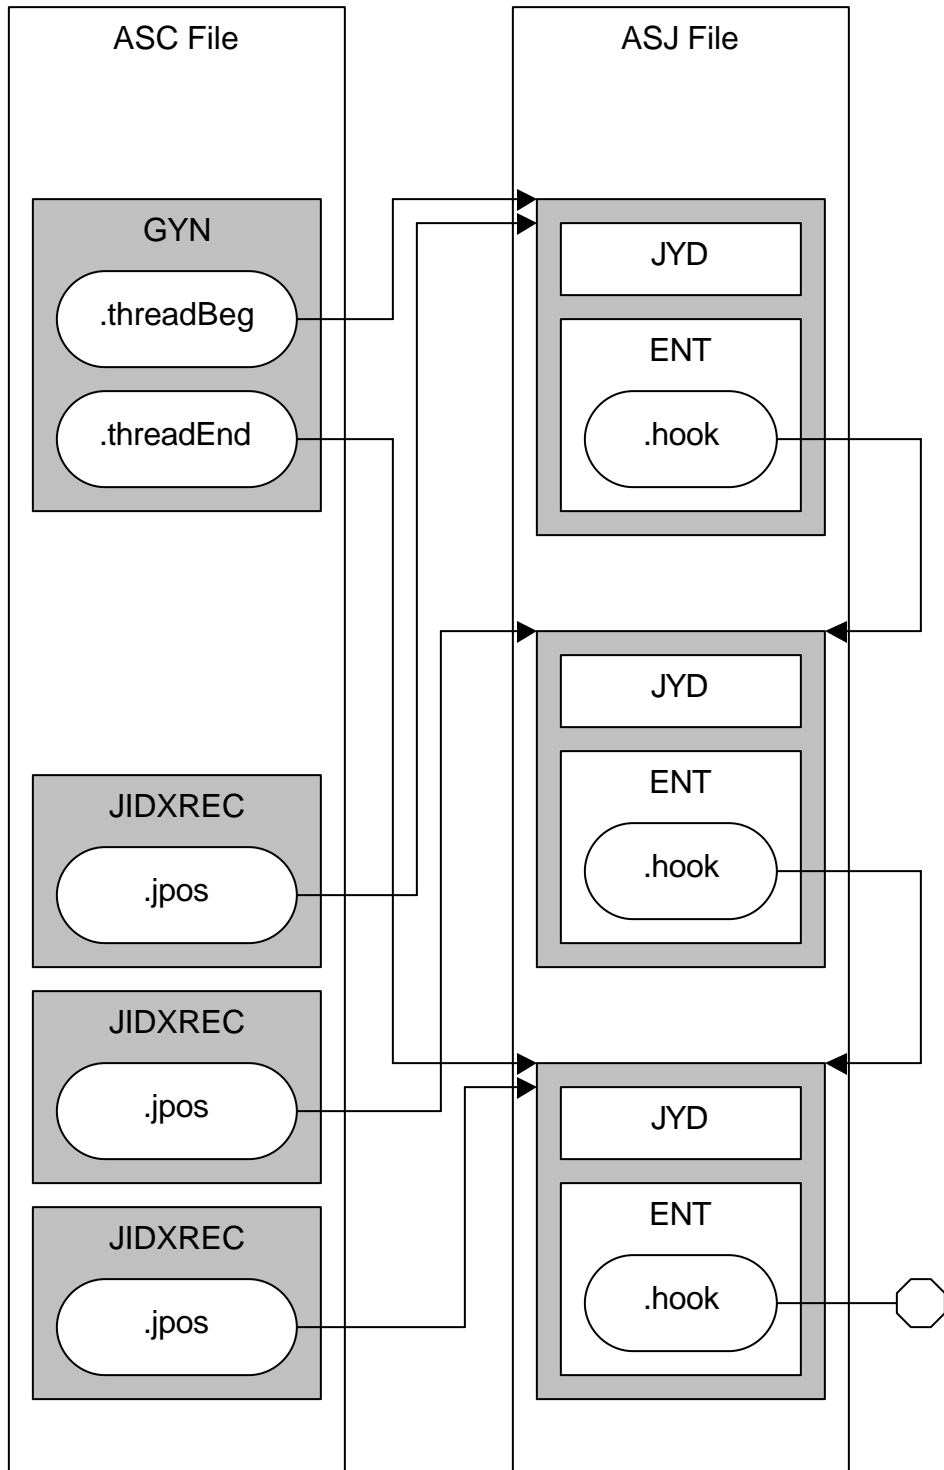 ASC File
GYN
.threadBeg
.threadEnd
JIDXREC
.jpos
JIDXREC
.jpos
JIDXREC
.jpos
ASJ File
JYD
ENT
.hook
JYD
ENT
.hook
JYD
ENT
.hook